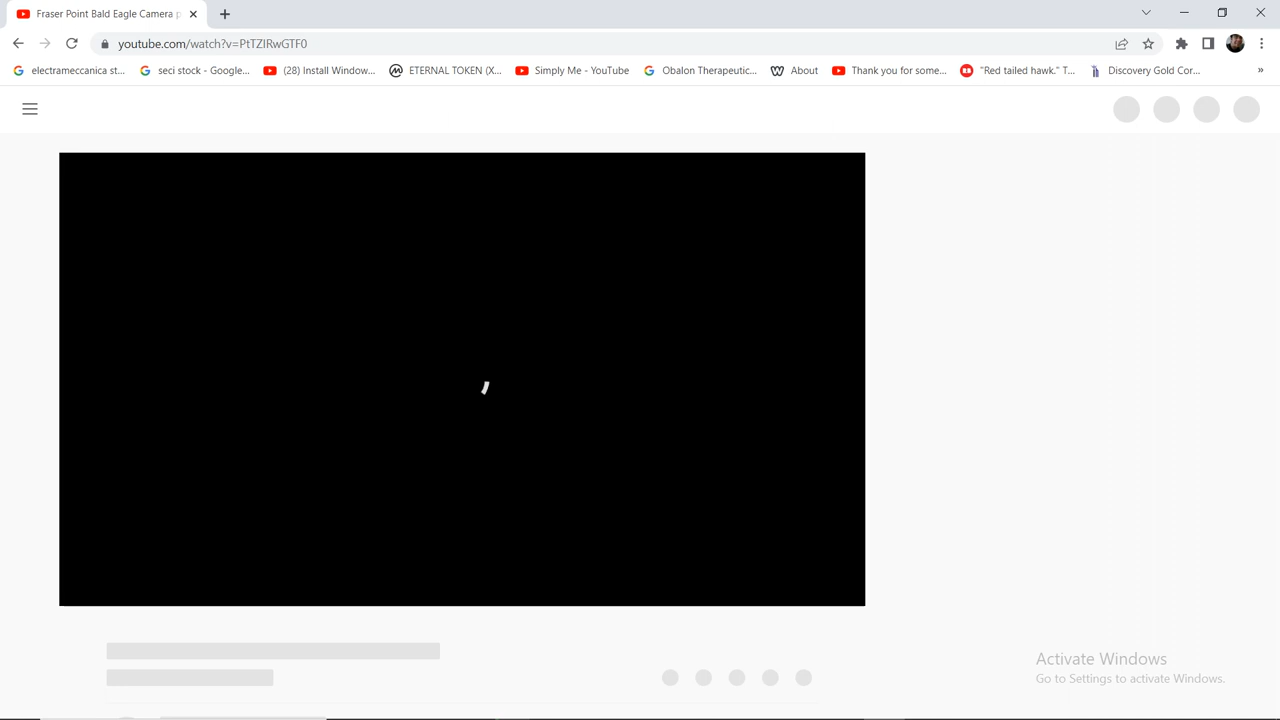 Fraser Point Bald Eagle Camera p
youtube.com/watch?v=PtTZIRwGTF0
electrameccanica st...
seci stock - Google...
(28) Install Window...
ETERNAL TOKEN (X...
Simply Me - YouTube
Obalon Therapeutic...
About
Thank you for some...
"Red tailed hawk." T...
Discovery Gold Cor...
»
Activate Windows
Go to Settings to activate Windows.